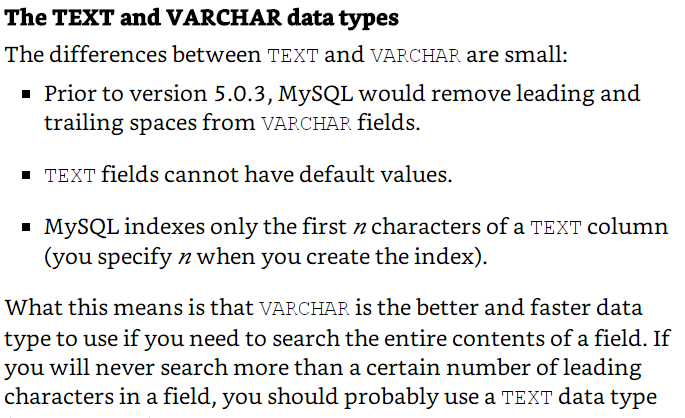 The TEXT and VARCHAR data types
The differences between TEXT and VARCHAR are small:
▪ Prior to version 5.0.3, MySQL would remove leading and
trailing spaces from VARCHAR fields.
▪ TEXT fields cannot have default values.
▪ MySQL indexes only the first n characters of a TEXT column
(you specify n when you create the index).
What this means is that VARCHAR is the better and faster data
type to use if you need to search the entire contents of a field. If
you will never search more than a certain number of leading
characters in a field, you should probably use a TEXT data type